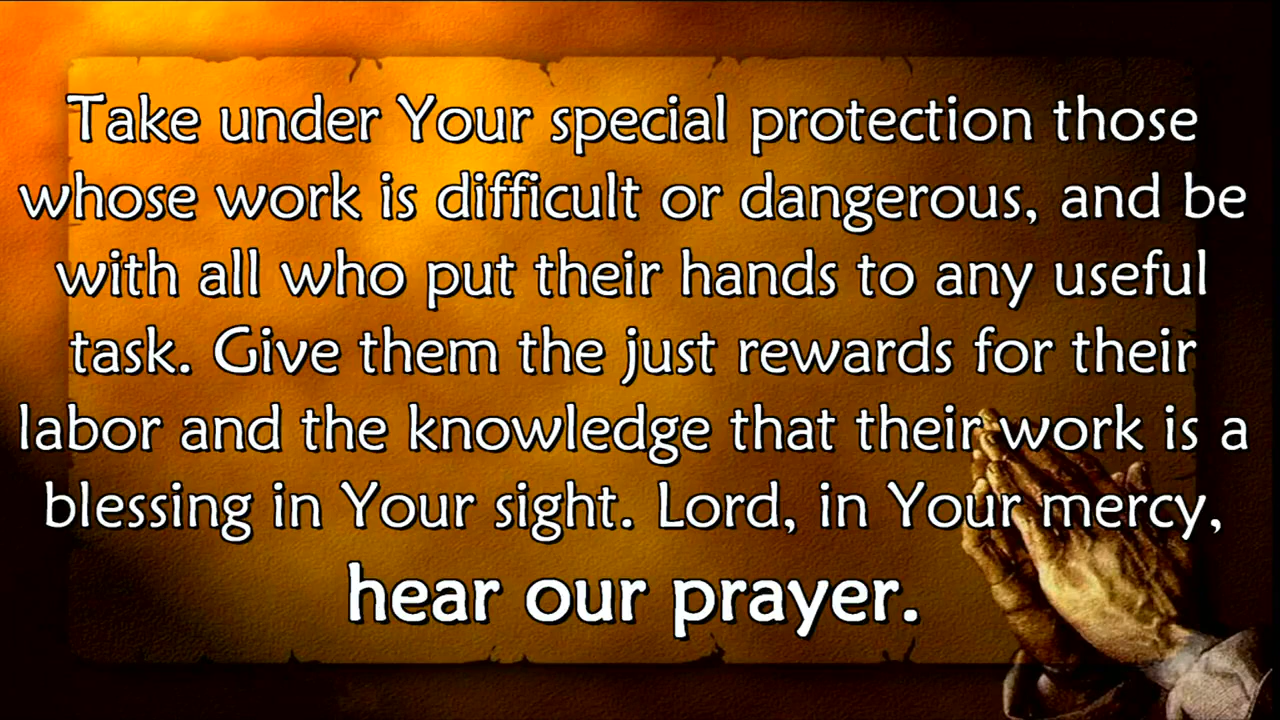 Take under Your special protection those
whose work is difficult or dangerous, and be
with all who put their hands to any useful
task. Give them the just rewards for their
labor and the knowledge that their work is a
blessing in Your sight. Lord, in Your mercy,
hear our prayer.